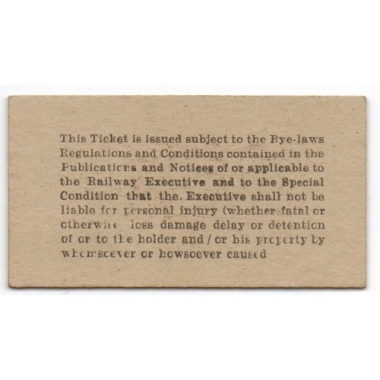 This Ticket is issued subject to the Bye-laws
Regulations and Conditions contained in the
Publications and Notices of or applicable to
the Railway Executive and to the Special
Condition that the Executive shall not be
liable for personal injury (whether fatal or
otherwise loss damage delay or detention
of or to the holder and/or his property by
whomsoever or howsoever caused